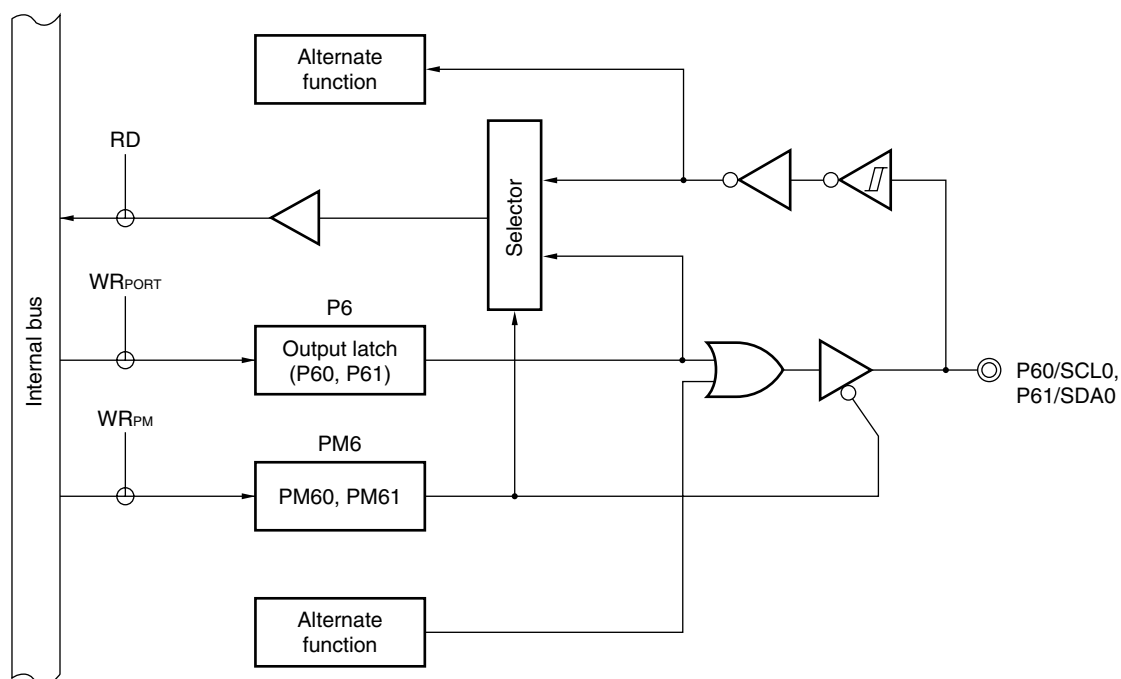 Alternate
function
RD
Selector
WRPORT
P6
Internal bus
Output latch
(P60, P61)
P60/SCL0,
P61/SDA0
WRPM
PM6
PM60, PM61
Alternate
function